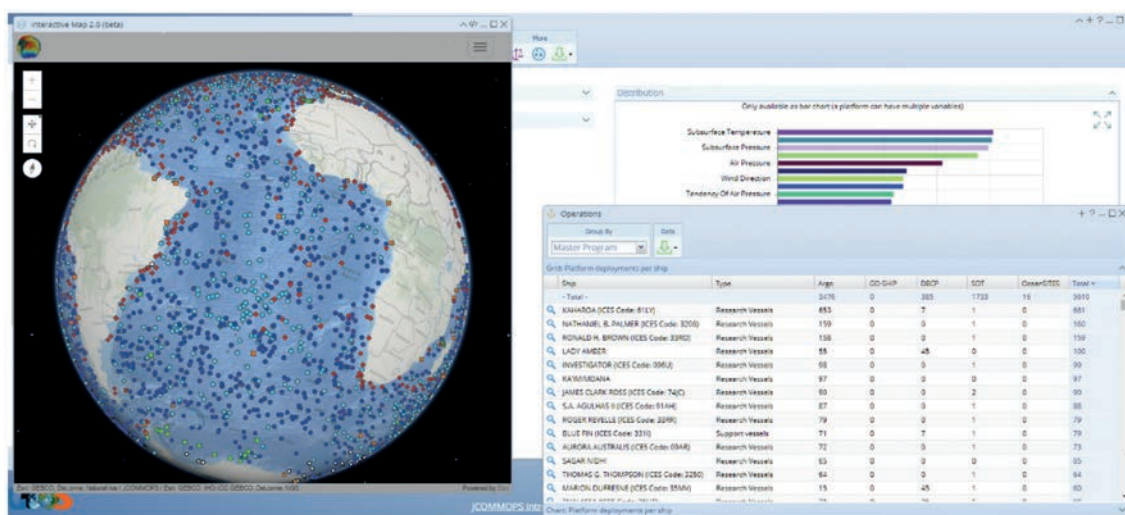 Interactive Map 2.0 (beta)
More
Distribution
Only available as bar chart (a platform can have multiple variables)
Subsurface Temperature
Subsurface Pressure
Air Pressure
Wind Direction
Tendency Of Air Pressure
Operations
Group By
Data
Master Program
Grid: Platform deployments per ship
Ship Type Argo GO-SHIP DBCP SOT OceanSITES Total
- Total - 3476 0 385 1733 16 5610
KAHAROA (ICES Code: 61LY) Research Vessels 653 0 7 1 0 661
NATHANIEL B. PALMER (ICES Code: 3206) Research Vessels 159 0 0 1 0 160
RONALD H. BROWN (ICES Code: 33RO) Research Vessels 158 0 0 1 0 159
LADY AMBER Research Vessels 55 0 45 0 0 100
INVESTIGATOR (ICES Code: 096U) Research Vessels 98 0 0 1 0 99
KA'IMIMOANA Research Vessels 97 0 0 0 0 97
JAMES CLARK ROSS (ICES Code: 74JC) Research Vessels 0 0 2 0 90
S.A. AGULHAS II (ICES Code: 91AH) Research Vessels 87 0 0 1 0 88
ROGER REVELLE (ICES Code: 33RR) Research Vessels 79 0 0 1 0 79
BLUE FIN (ICES Code: 331I) Support vessels 71 0 7 1 0 79
AURORA AUSTRALIS (ICES Code: 09AR) Research Vessels 72 0 0 1 0 73
SAGAR NIDHI Research Vessels 65 0 0 0 0 65
THOMAS G. THOMPSON (ICES Code: 3250) Research Vessels 64 0 0 1 0 64
MARION DUFRESNE (ICES Code: 35MV) Research Vessels 15 0 45 1 0 60
Chart: Platform deployments per ship
Powered by Esri
JCOMMOPS